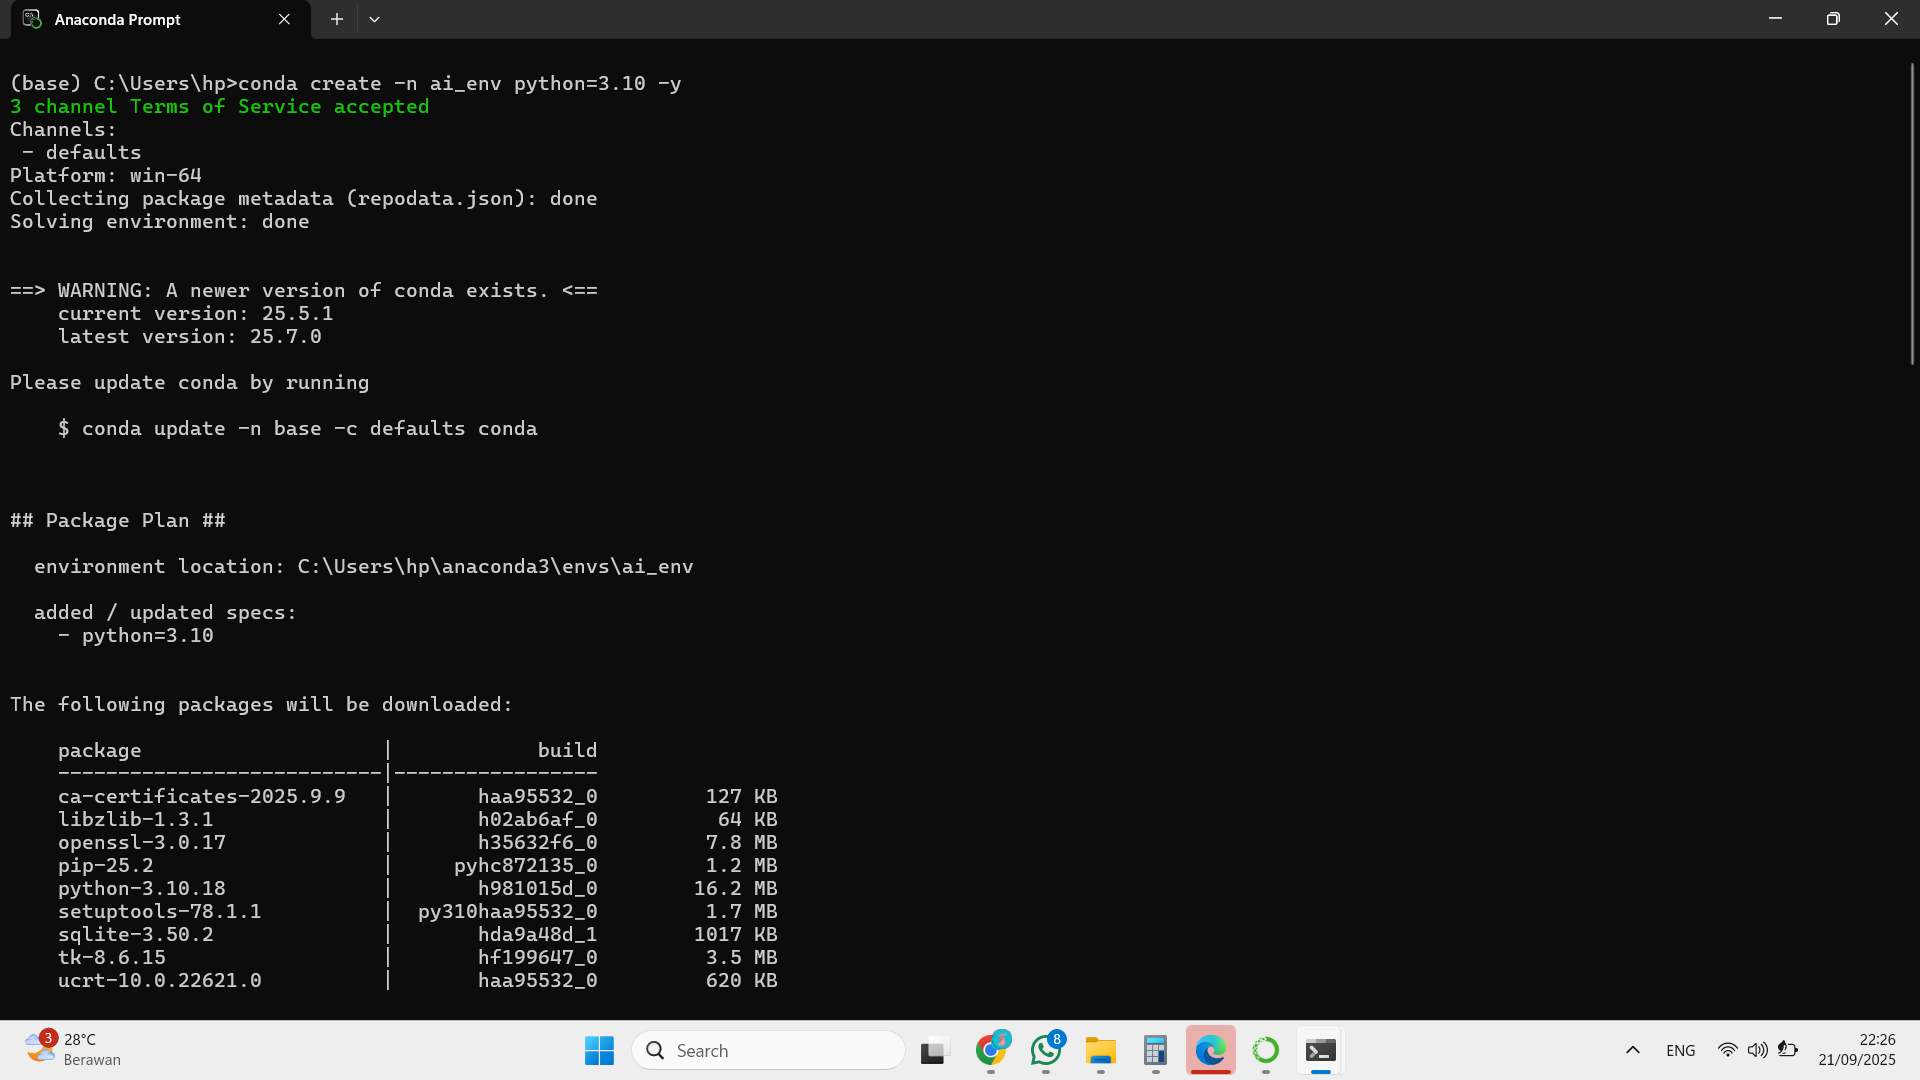 Anaconda Prompt
(base) C:\Users\hp>conda create -n ai_env python=3.10 -y
3 channel Terms of Service accepted
Channels:
 - defaults
Platform: win-64
Collecting package metadata (repodata.json): done
Solving environment: done
==> WARNING: A newer version of conda exists. <==
    current version: 25.5.1
    latest version: 25.7.0
Please update conda by running
    $ conda update -n base -c defaults conda
## Package Plan ##
  environment location: C:\Users\hp\anaconda3\envs\ai_env
  added / updated specs:
    - python=3.10
The following packages will be downloaded:
    package                    |            build
    ---------------------------|-----------------
    ca-certificates-2025.9.9   |       haa95532_0         127 KB
    libzlib-1.3.1              |       h02ab6af_0          64 KB
    openssl-3.0.17             |       h35632f6_0         7.8 MB
    pip-25.2                   |     pyhc872135_0         1.2 MB
    python-3.10.18             |       h981015d_0        16.2 MB
    setuptools-78.1.1          |  py310haa95532_0         1.7 MB
    sqlite-3.50.2              |       hda9a48d_1        1017 KB
    tk-8.6.15                  |       hf199647_0         3.5 MB
    ucrt-10.0.22621.0          |       haa95532_0         620 KB
3
28°C
Berawan
Search
8
ENG
22:26
21/09/2025